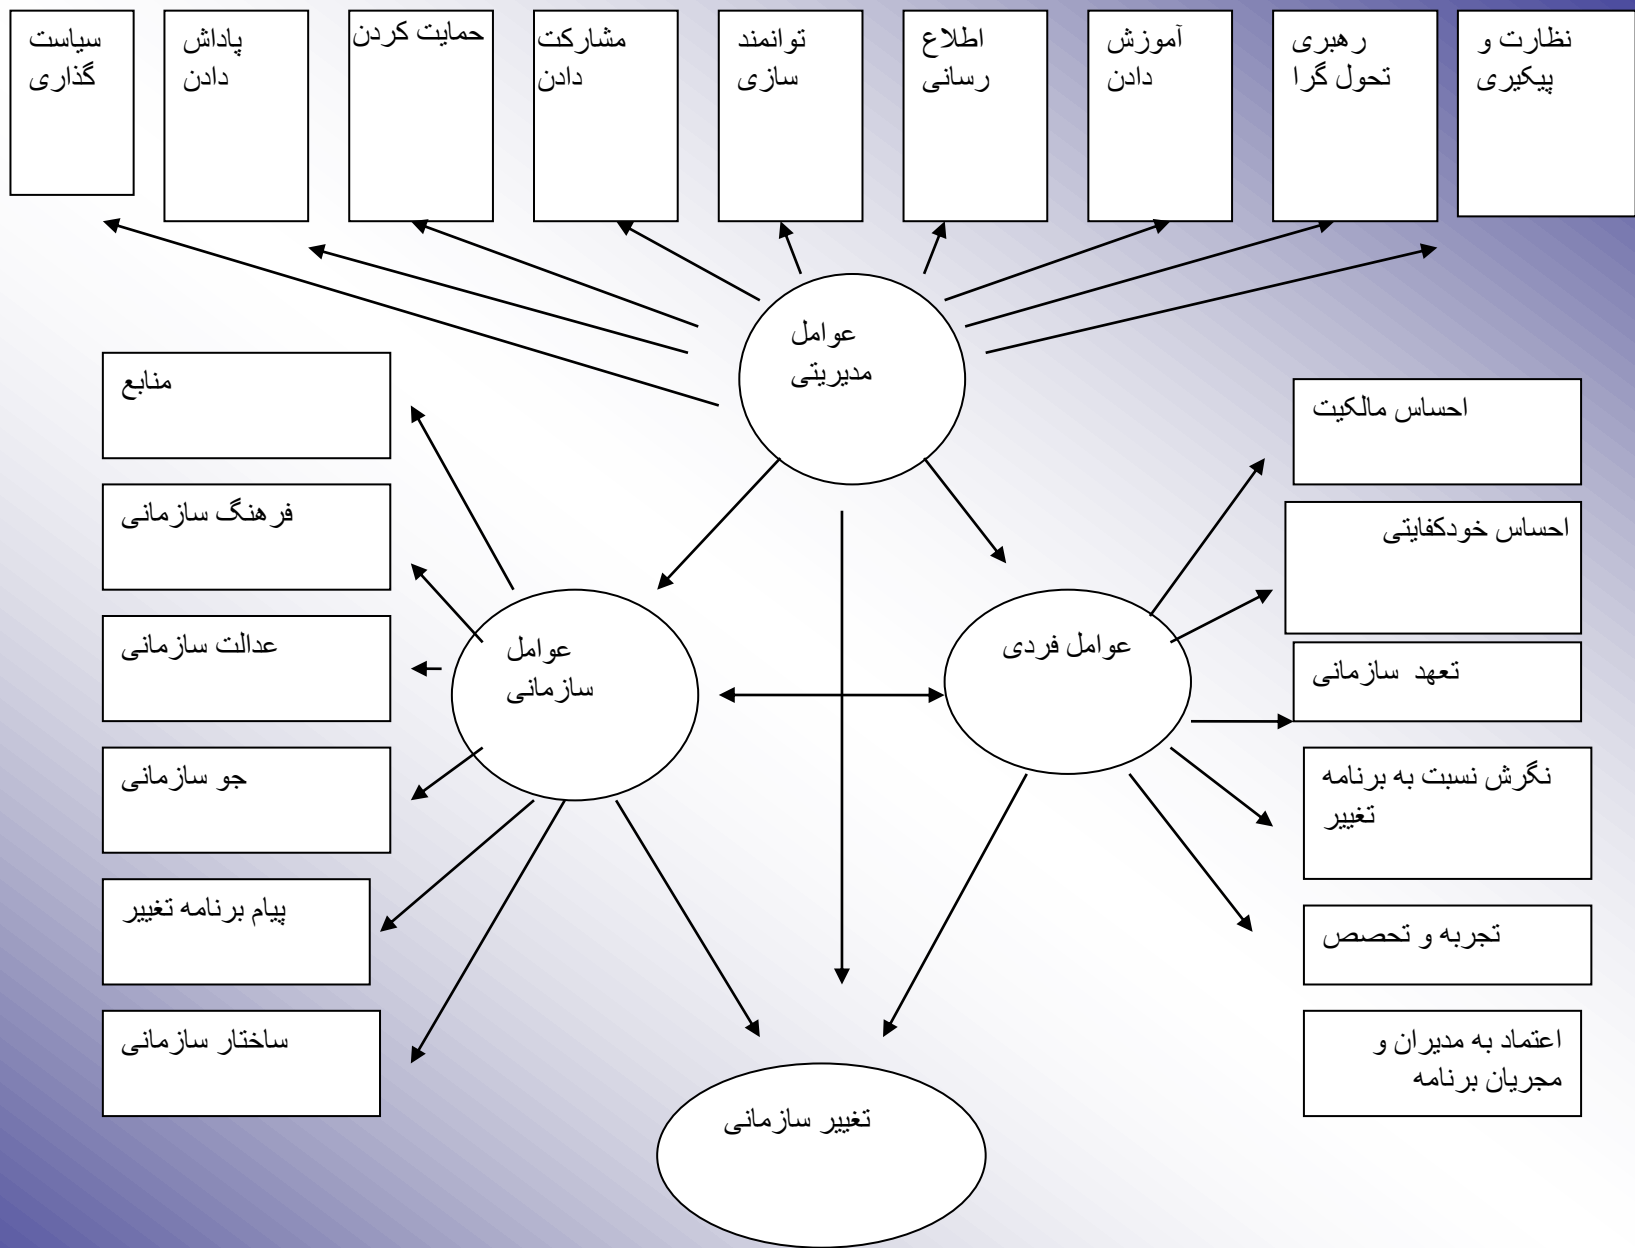 نظارت و
پیکیری
رهبری
تحول گرا
آموزش
دادن
اطلاع
رسانی
توانمند
سازی
مشارکت
دادن
حمایت کردن
پاداش
دادن
سیاست
گذاری
عوامل
مدیریتی
احساس مالکیت
احساس خودکفایتی
تعهد سازمانی
نگرش نسبت به برنامه
تغییر
تجربه و تحصص
اعتماد به مدیران و
مجریان برنامه
عوامل فردی
عوامل
سازمانی
منابع
فرهنگ سازمانی
عدالت سازمانی
جو سازمانی
پیام برنامه تغییر
ساختار سازمانی
تغییر سازمانی